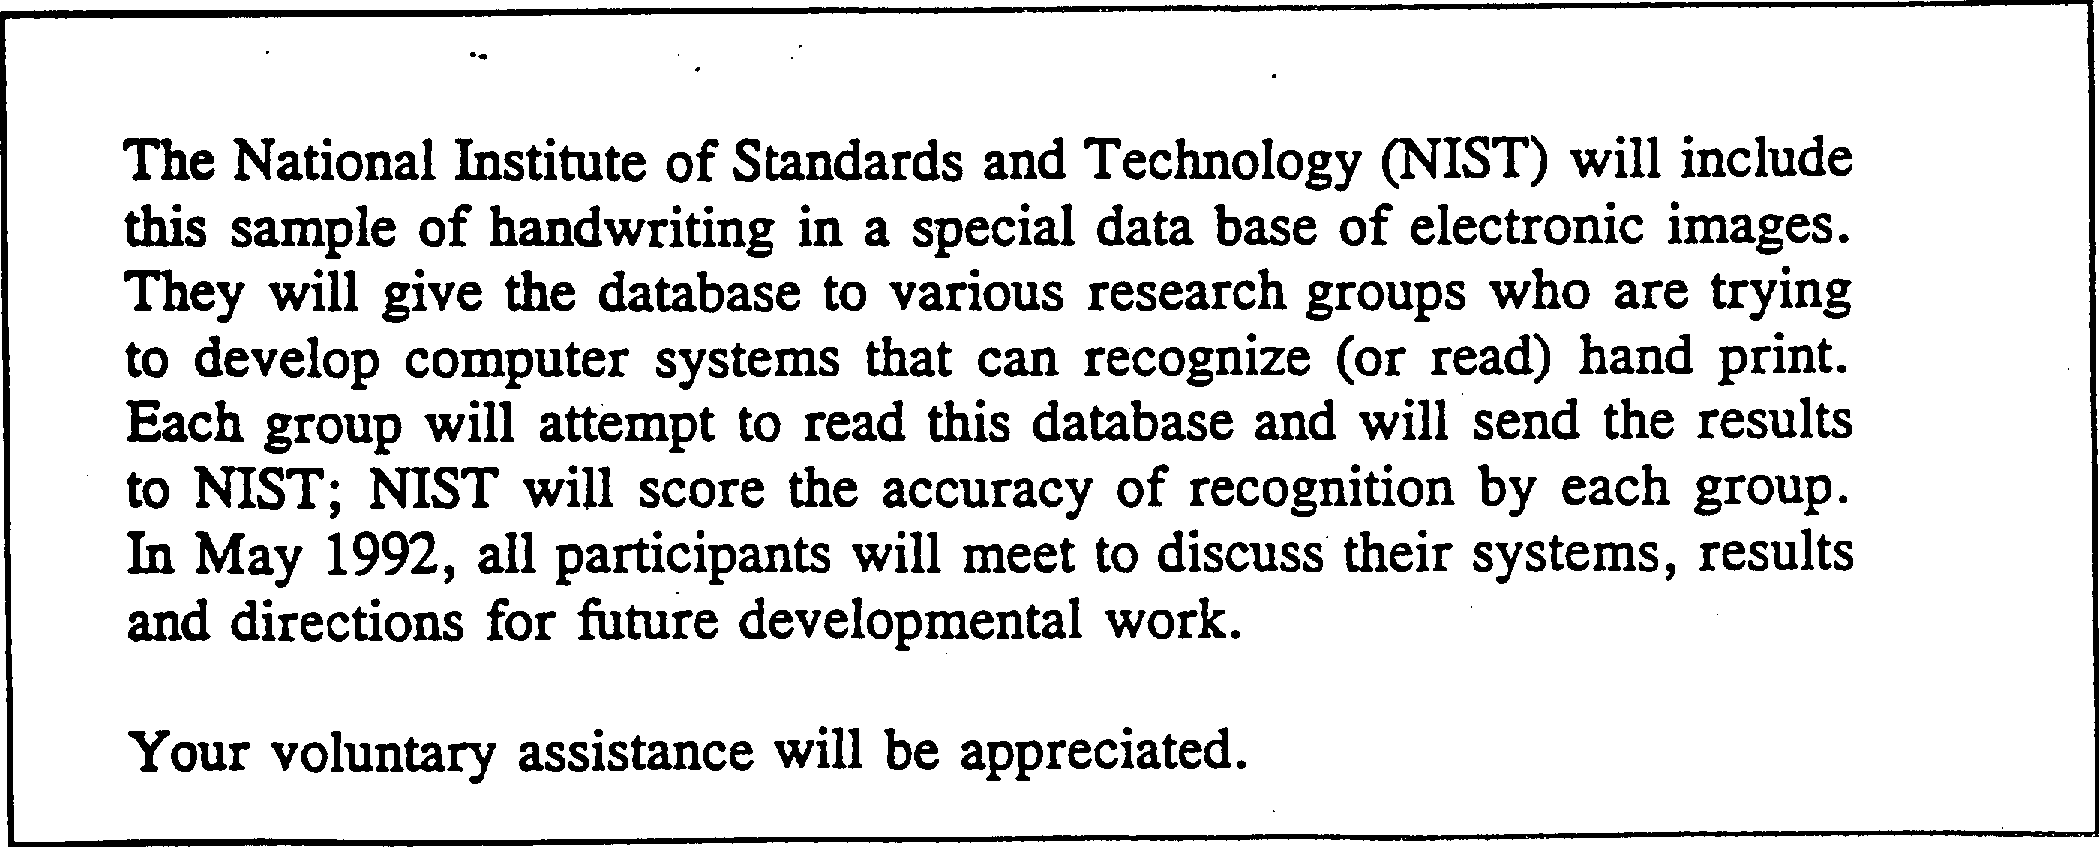 The National Institute of Standards and Technology (NIST) will include
this sample of handwriting in a special data base of electronic images.
They will give the database to various research groups who are trying
to develop computer systems that can recognize (or read) hand print.
Each group will attempt to read this database and will send the results
to NIST; NIST will score the accuracy of recognition by each group.
In May 1992, all participants will meet to discuss their systems, results
and directions for future developmental work.
Your voluntary assistance will be appreciated.